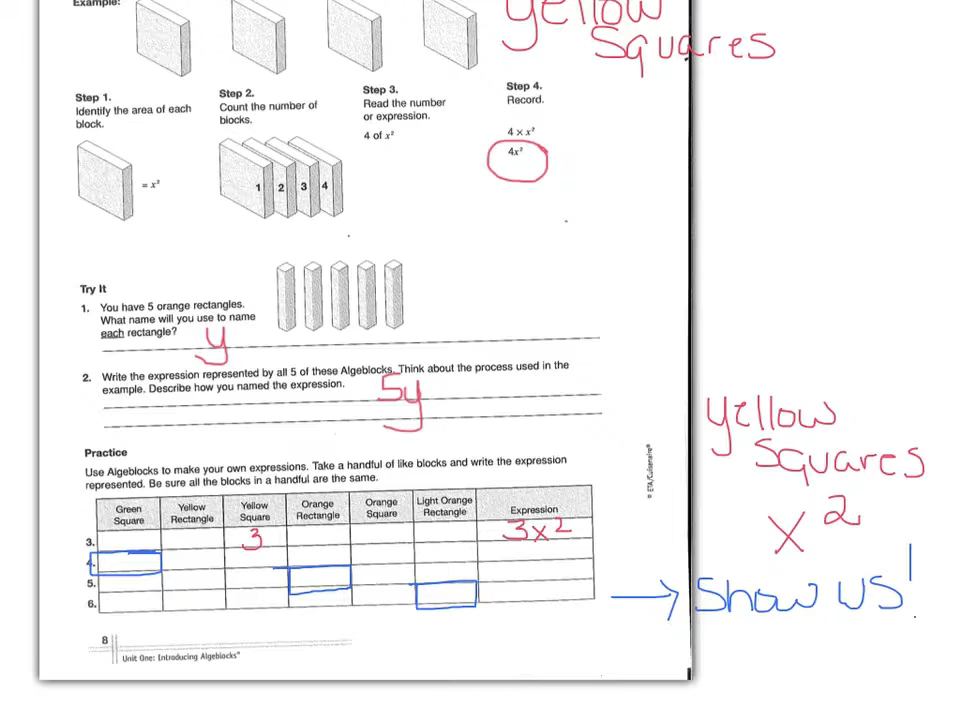 Example:
Yellow
Squares
Step 1.
Identify the area of each
block.
= x²
Step 2.
Count the number of
blocks.
1 2 3 4
Step 3.
Read the number
or expression.
4 of x²
Step 4.
Record.
4 × x²
4x²
Try It
1. You have 5 orange rectangles.
What name will you use to name
each rectangle?
y
2. Write the expression represented by all 5 of these Algeblocks. Think about the process used in the
example. Describe how you named the expression.
5y
Practice
Use Algeblocks to make your own expressions. Take a handful of like blocks and write the expression
represented. Be sure all the blocks in a handful are the same.
Green Square Yellow Rectangle Yellow Square Orange Rectangle Orange Square Light Orange Rectangle Expression
3. 3 3x2
4.
5.
6.
© ETA/Cuisenaire®
yellow
squares
x²
→ Show us!
8
Unit One: Introducing Algeblocks®